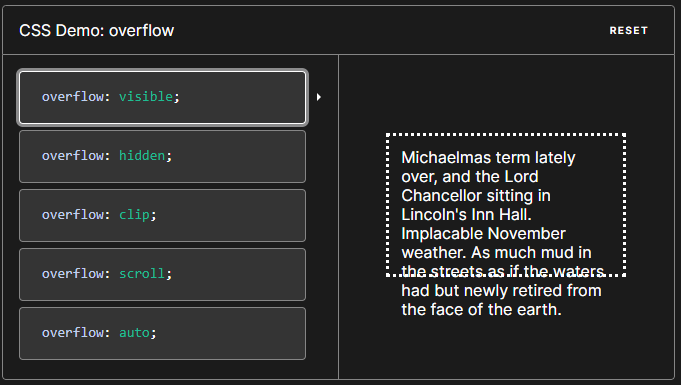 CSS Demo: overflow
RESET
overflow: visible;
overflow: hidden;
overflow: clip;
overflow: scroll;
overflow: auto;
Michaelmas term lately
over, and the Lord
Chancellor sitting in
Lincoln's Inn Hall.
Implacable November
weather. As much mud in
the streets as if the waters
had but newly retired from
the face of the earth.